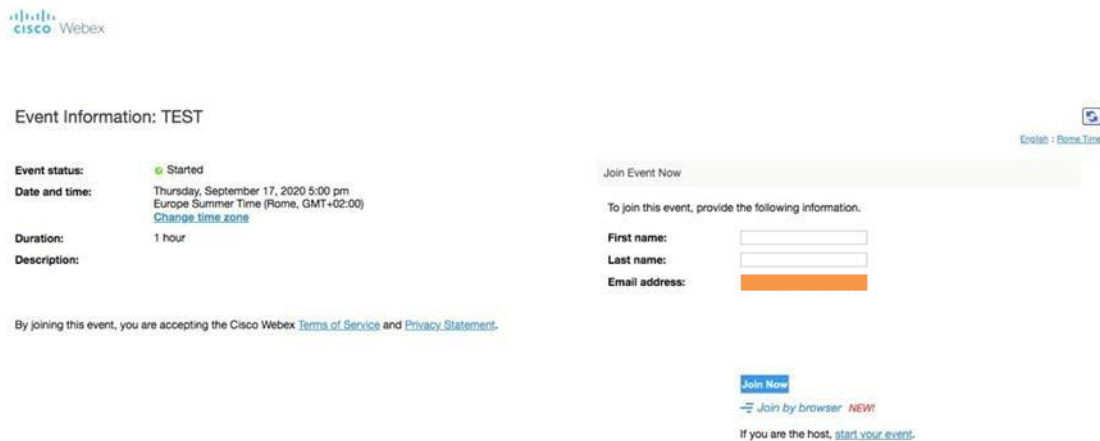 CISCO Webex
Event Information: TEST
English : Rome Time
Event status: Started
Date and time: Thursday, September 17, 2020 5:00 pm
Europe Summer Time (Rome, GMT+02:00)
Change time zone
Duration: 1 hour
Description:
By joining this event, you are accepting the Cisco Webex Terms of Service and Privacy Statement.
Join Event Now
To join this event, provide the following information.
First name:
Last name:
Email address:
Join Now
Join by browser NEW!
If you are the host, start your event.